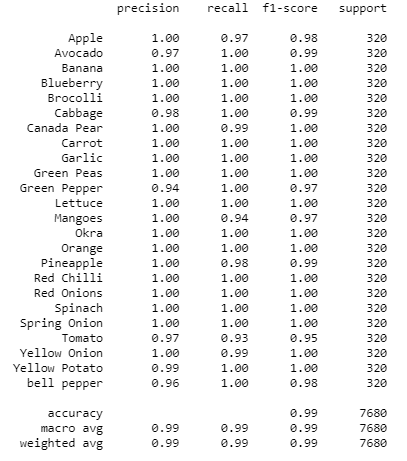 precision recall f1-score support
Apple 1.00 0.97 0.98 320
Avocado 0.97 1.00 0.99 320
Banana 1.00 1.00 1.00 320
Blueberry 1.00 1.00 1.00 320
Brocolli 1.00 1.00 1.00 320
Cabbage 0.98 1.00 0.99 320
Canada Pear 1.00 0.99 1.00 320
Carrot 1.00 1.00 1.00 320
Garlic 1.00 1.00 1.00 320
Green Peas 1.00 1.00 1.00 320
Green Pepper 0.94 1.00 0.97 320
Lettuce 1.00 1.00 1.00 320
Mangoes 1.00 0.94 0.97 320
Okra 1.00 1.00 1.00 320
Orange 1.00 1.00 1.00 320
Pineapple 1.00 0.98 0.99 320
Red Chilli 1.00 1.00 1.00 320
Red Onions 1.00 1.00 1.00 320
Spinach 1.00 1.00 1.00 320
Spring Onion 1.00 1.00 1.00 320
Tomato 0.97 0.93 0.95 320
Yellow Onion 1.00 0.99 1.00 320
Yellow Potato 0.99 1.00 1.00 320
bell pepper 0.96 1.00 0.98 320
accuracy 0.99 7680
macro avg 0.99 0.99 0.99 7680
weighted avg 0.99 0.99 0.99 7680